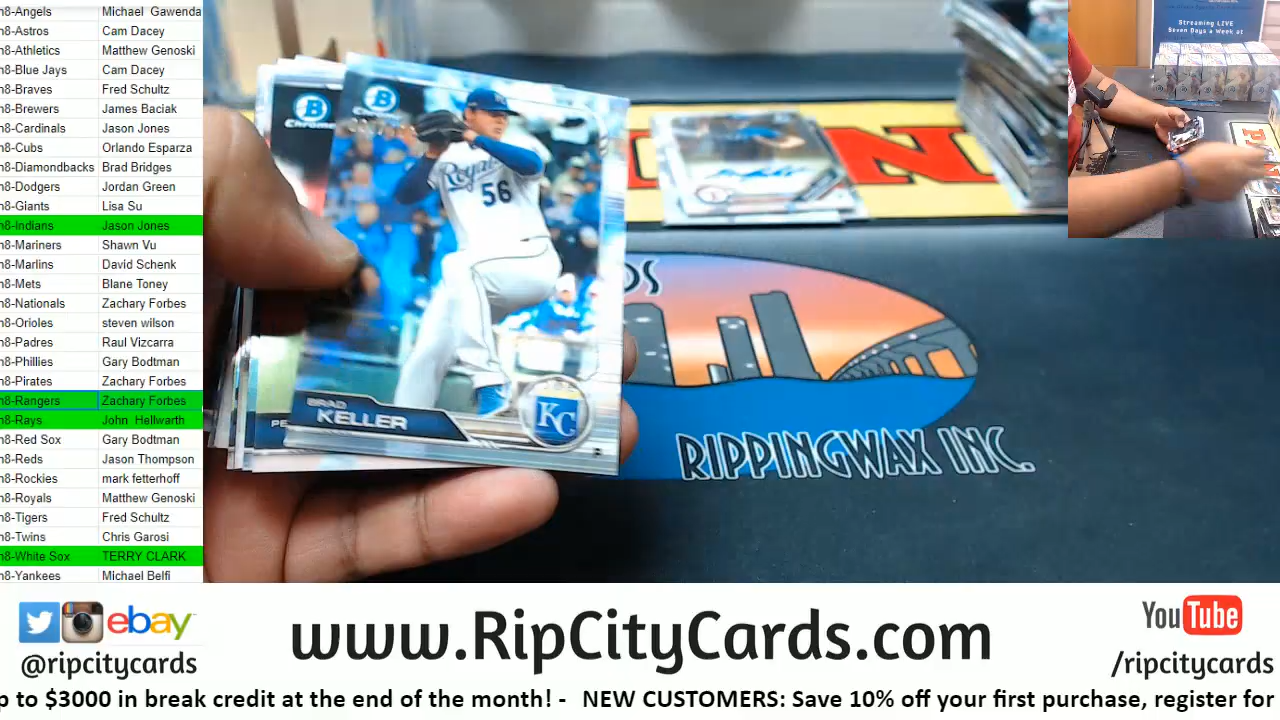 n8-Angels Michael Gawenda
n8-Astros Cam Dacey
n8-Athletics Matthew Genoski
n8-Blue Jays Cam Dacey
n8-Braves Fred Schultz
n8-Brewers James Baciak
n8-Cardinals Jason Jones
n8-Cubs Orlando Esparza
n8-Diamondbacks Brad Bridges
n8-Dodgers Jordan Green
n8-Giants Lisa Su
n8-Indians Jason Jones
n8-Mariners Shawn Vu
n8-Marlins David Schenk
n8-Mets Blane Toney
n8-Nationals Zachary Forbes
n8-Orioles steven wilson
n8-Padres Raul Vizcarra
n8-Phillies Gary Bodtman
n8-Pirates Zachary Forbes
n8-Rangers Zachary Forbes
n8-Rays John Hellwarth
n8-Red Sox Gary Bodtman
n8-Reds Jason Thompson
n8-Rockies mark fetterhoff
n8-Royals Matthew Genoski
n8-Tigers Fred Schultz
n8-Twins Chris Garosi
n8-White Sox TERRY CLARK
n8-Yankees Michael Belfi
B
Chrome
B
Chrome
Royals
56
BRAD
KELLER
KC
PE
Streaming LIVE
Seven Days a Week at
RIPPINGWAX INC.
ebay
@ripcitycards
www.RipCityCards.com
YouTube
/ripcitycards
p to $3000 in break credit at the end of the month! - NEW CUSTOMERS: Save 10% off your first purchase, register for